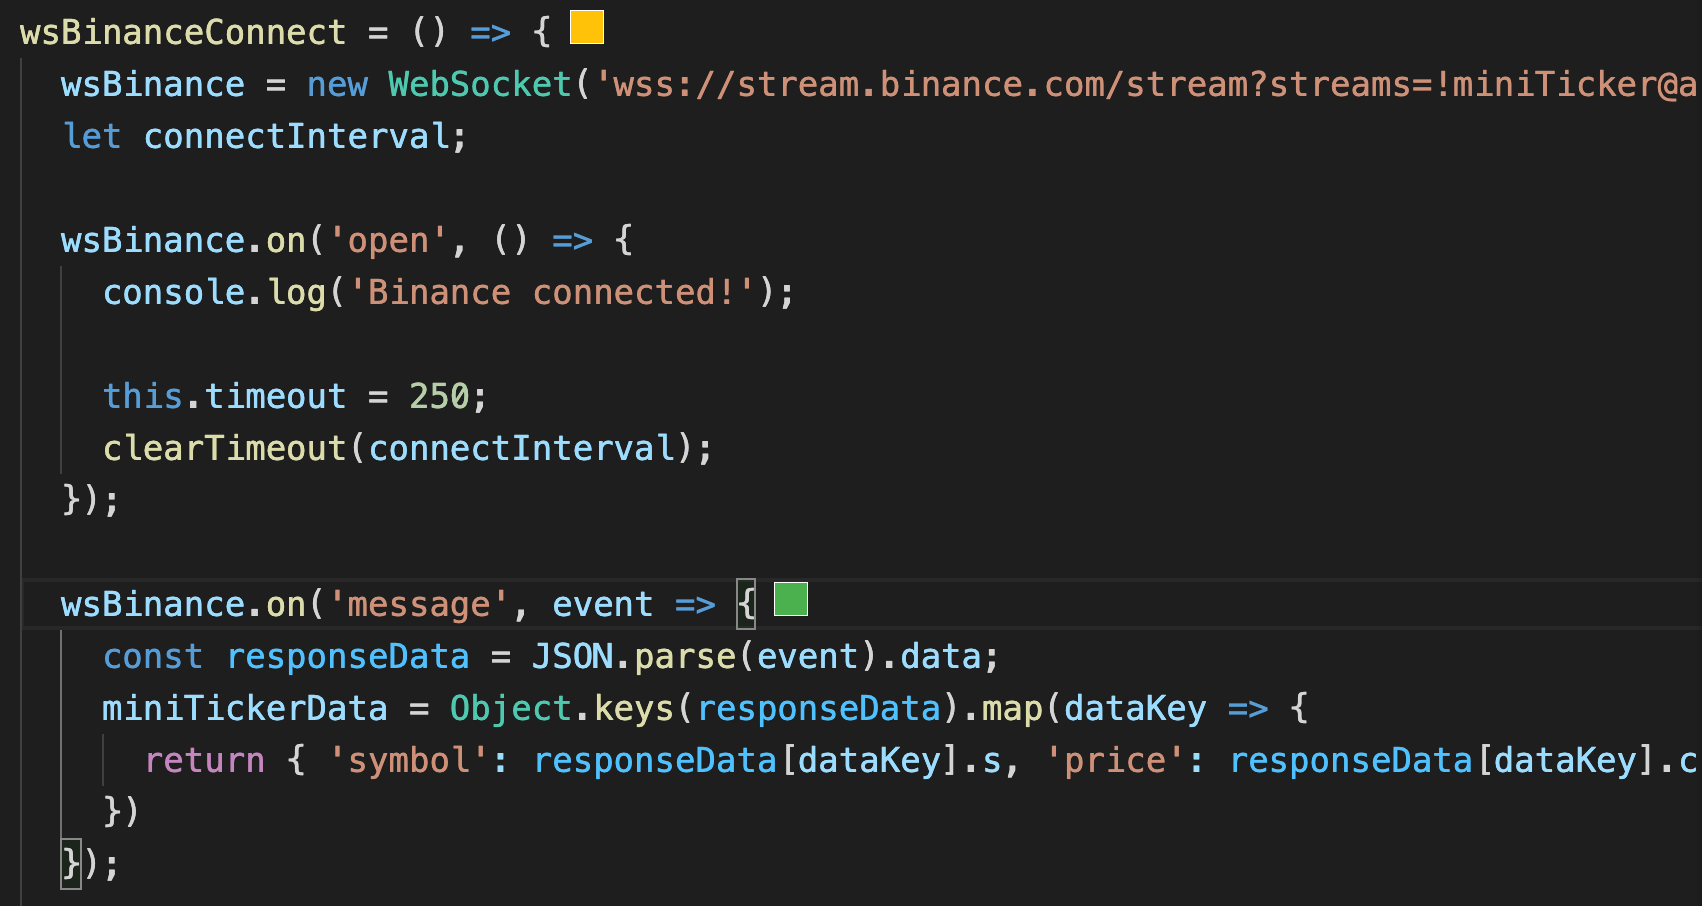 wsBinanceConnect = () => {
wsBinance = new WebSocket('wss://stream.binance.com/stream?streams=!miniTicker@a
let connectInterval;
wsBinance.on('open', () => {
console.log('Binance connected!');
this.timeout = 250;
clearTimeout(connectInterval);
});
wsBinance.on('message', event => {
const responseData = JSON.parse(event).data;
miniTickerData = Object.keys(responseData).map(dataKey => {
return { 'symbol': responseData[dataKey].s, 'price': responseData[dataKey].c
})
});